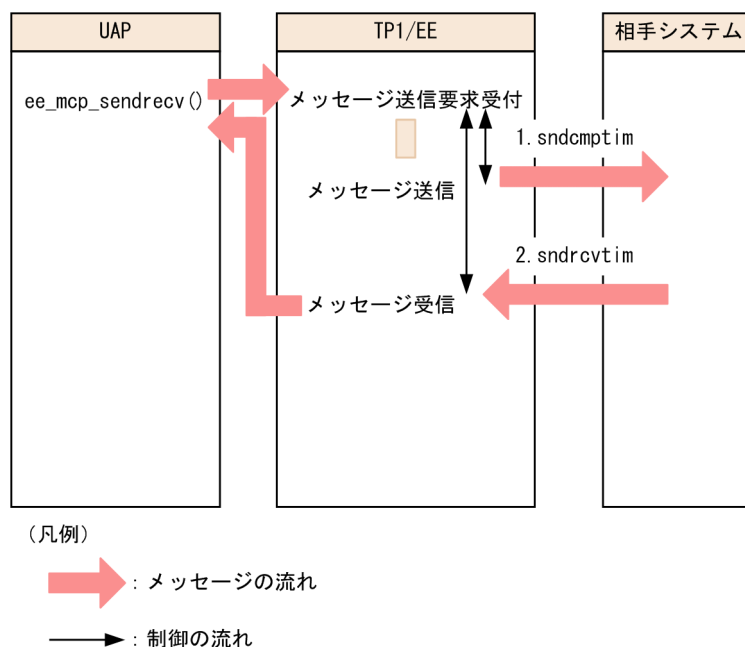 UAP
TP1/EE
相手システム
ee_mcp_sendrecv()
メッセージ送信要求受付
1.sndcmptim
メッセージ送信
2.sndrcvtim
メッセージ受信
(凡例)
:メッセージの流れ
:制御の流れ